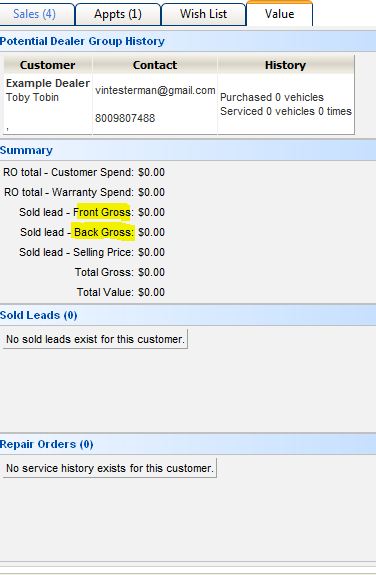 Sales (4) Appts (1) Wish List Value
Potential Dealer Group History
Customer Contact History
Example Dealer
Toby Tobin
,
vintesterman@gmail.com
8009807488
Purchased 0 vehicles
Serviced 0 vehicles 0 times
Summary
RO total - Customer Spend: $0.00
RO total - Warranty Spend: $0.00
Sold lead - Front Gross: $0.00
Sold lead - Back Gross: $0.00
Sold lead - Selling Price: $0.00
Total Gross: $0.00
Total Value: $0.00
Sold Leads (0)
No sold leads exist for this customer.
Repair Orders (0)
No service history exists for this customer.